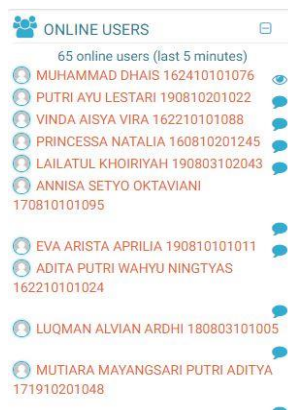 ONLINE USERS
65 online users (last 5 minutes)
MUHAMMAD DHAIS 162410101076
PUTRI AYU LESTARI 190810201022
VINDA AISYA VIRA 162210101088
PRINCESSA NATALIA 160810201245
LAILATUL KHOIRIYAH 190803102043
ANNISA SETYO OKTAVIANI
170810101095
EVA ARISTA APRILIA 190810101011
ADITA PUTRI WAHYU NINGTYAS
162210101024
LUQMAN ALVIAN ARDHI 180803101005
MUTIARA MAYANGSARI PUTRI ADITYA
171910201048